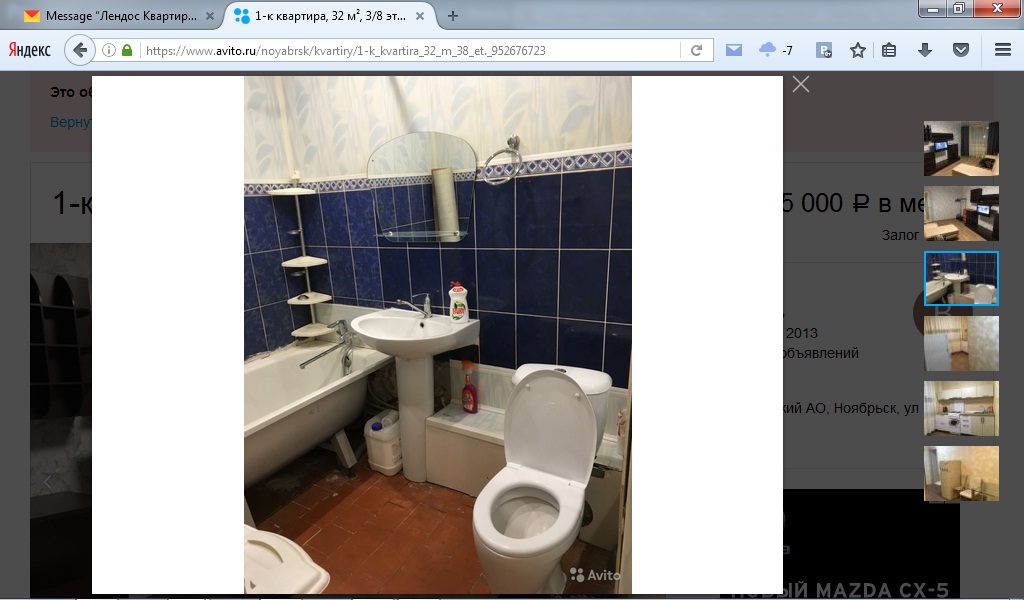 Message “Лендос Квартир...
1-к квартира, 32 м², 3/8 эт...
Яндекс
https://www.avito.ru/noyabrsk/kvartiry/1-k_kvartira_32_m_38_et._952676723
-7
Это об
Верну
1-к
5 000 ₽ в ме
Залог
2013
объявлений
кий АО, Ноябрьск, ул
Avito
НОВЫЙ MAZDA CX-5